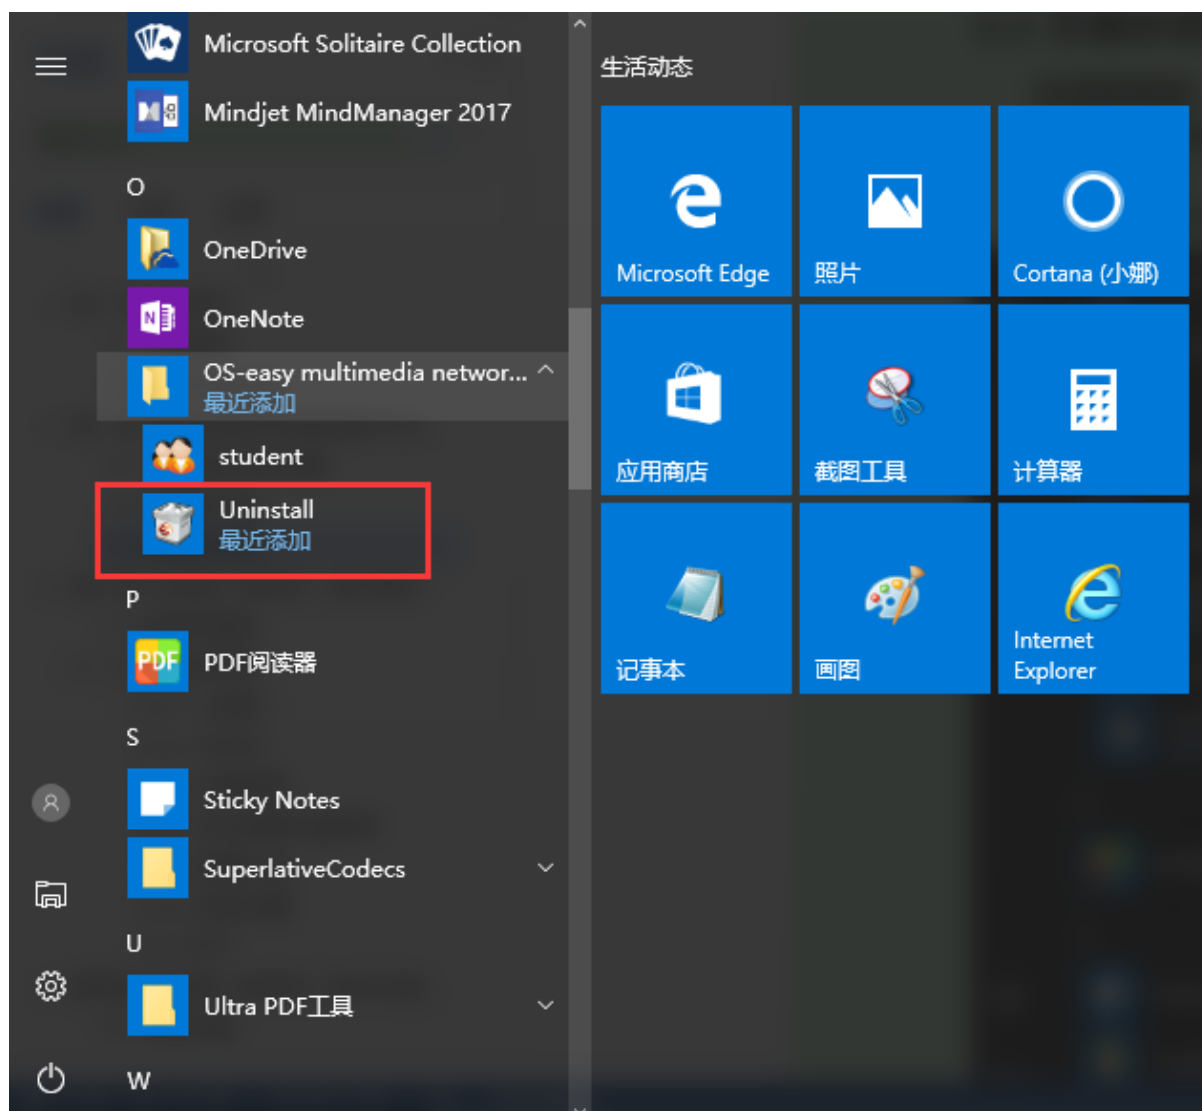 Microsoft Solitaire Collection
Mindjet MindManager 2017
O
OneDrive
OneNote
OS-easy multimedia networ...
最近添加
student
Uninstall
最近添加
P
PDF
PDF阅读器
S
Sticky Notes
SuperlativeCodecs
U
Ultra PDF工具
W
生活动态
Microsoft Edge
照片
Cortana (小娜)
应用商店
截图工具
计算器
记事本
画图
Internet
Explorer